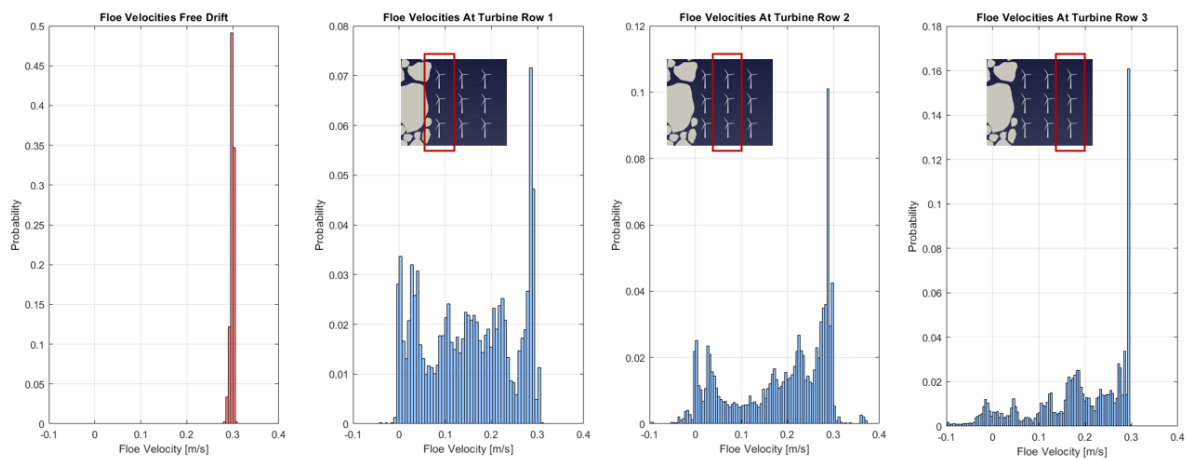 Floe Velocities Free Drift
0.5
0.45
0.4
0.35
0.3
0.25
0.2
0.15
0.1
0.05
0
Probability
-0.1 0 0.1 0.2 0.3 0.4
Floe Velocity [m/s]
Floe Velocities At Turbine Row 1
0.08
0.07
0.06
0.05
0.04
0.03
0.02
0.01
0
Probability
-0.1 0 0.1 0.2 0.3 0.4
Floe Velocity [m/s]
Floe Velocities At Turbine Row 2
0.12
0.1
0.08
0.06
0.04
0.02
0
Probability
-0.1 0 0.1 0.2 0.3 0.4
Floe Velocity [m/s]
Floe Velocities At Turbine Row 3
0.18
0.16
0.14
0.12
0.1
0.08
0.06
0.04
0.02
0
Probability
-0.1 0 0.1 0.2 0.3 0.4
Floe Velocity [m/s]